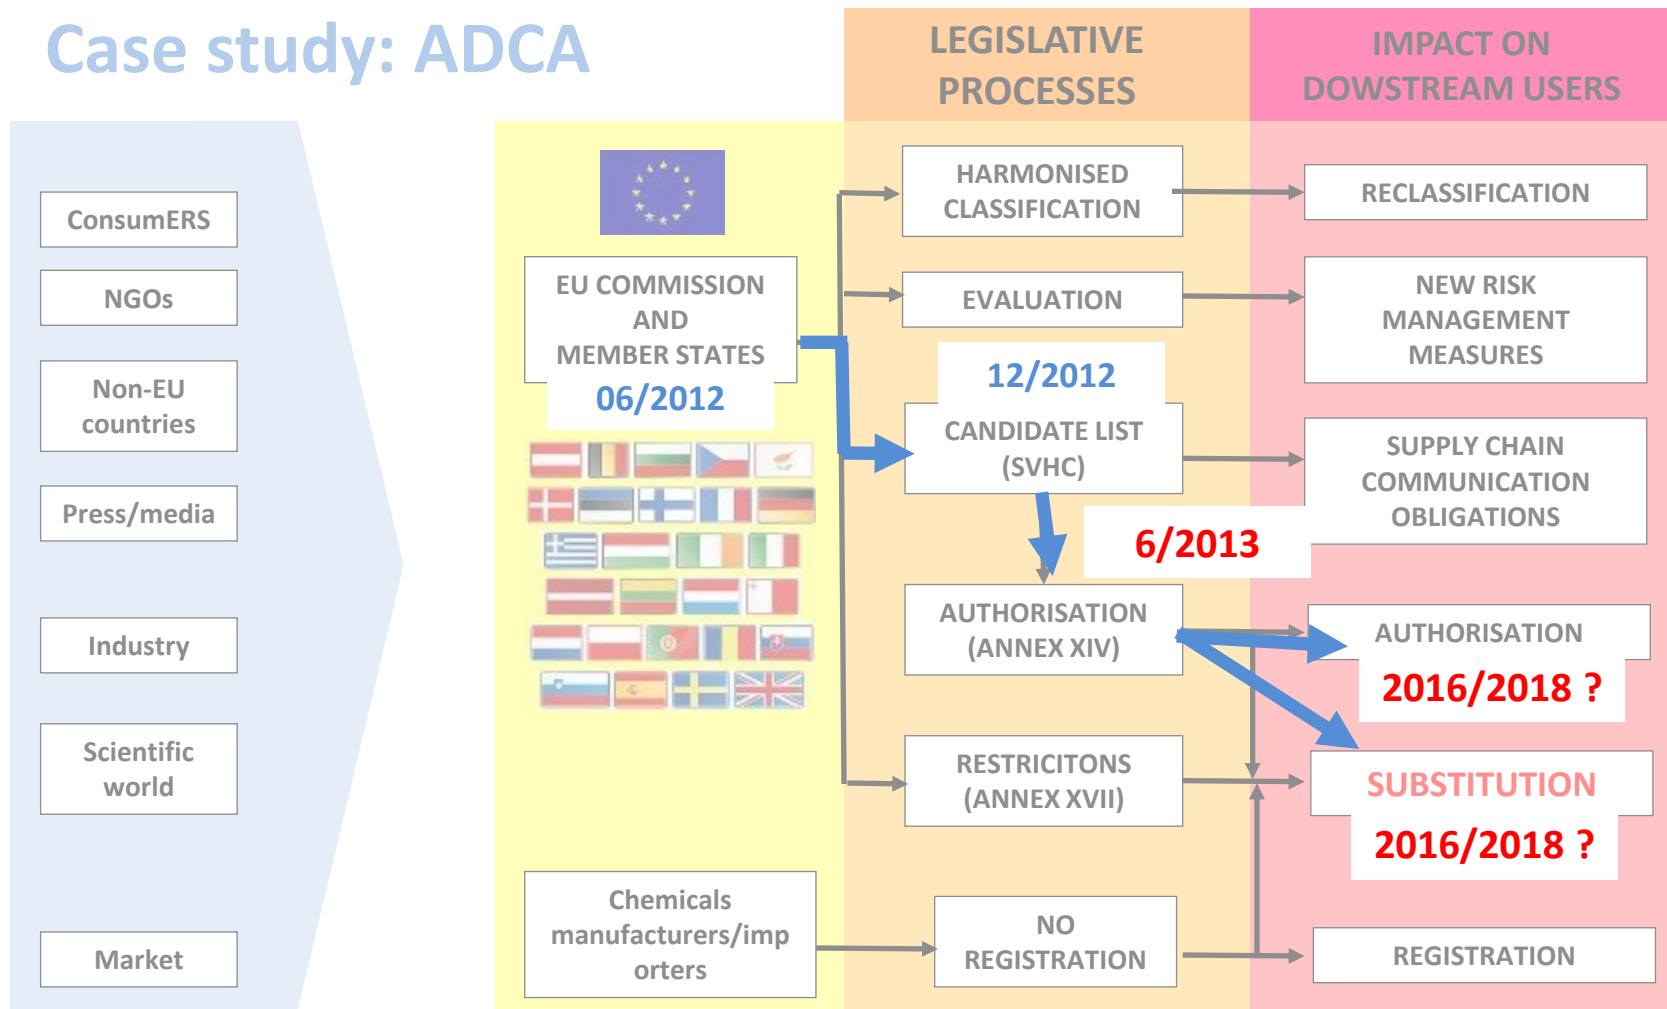 Case study: ADCA
LEGISLATIVE
PROCESSES
IMPACT ON
DOWSTREAM USERS
ConsumERS
NGOs
Non-EU
countries
Press/media
Industry
Scientific
world
Market
EU COMMISSION
AND
MEMBER STATES
06/2012
Chemicals
manufacturers/imp
orters
HARMONISED
CLASSIFICATION
EVALUATION
12/2012
CANDIDATE LIST
(SVHC)
6/2013
AUTHORISATION
(ANNEX XIV)
RESTRICITONS
(ANNEX XVII)
NO
REGISTRATION
RECLASSIFICATION
NEW RISK
MANAGEMENT
MEASURES
SUPPLY CHAIN
COMMUNICATION
OBLIGATIONS
AUTHORISATION
2016/2018 ?
SUBSTITUTION
2016/2018 ?
REGISTRATION